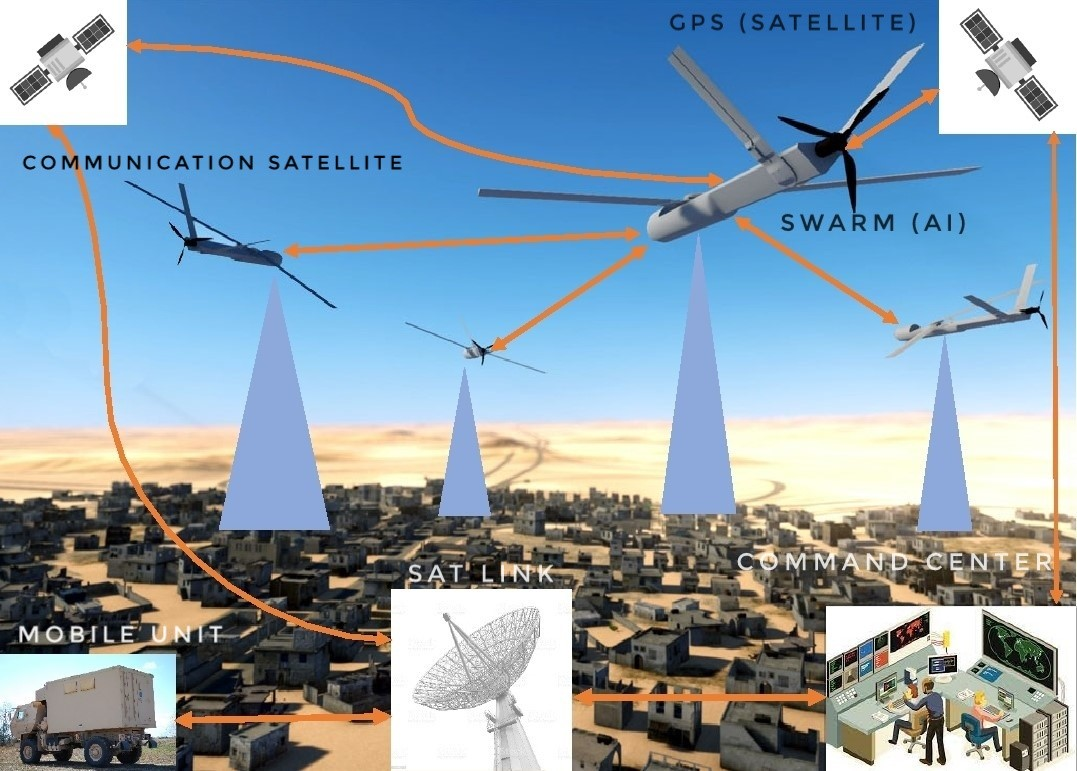 GPS (SATELLITE)
COMMUNICATION SATELLITE
SWARM (AI)
COMMAND CENTER
SAT LINK
MOBILE UNIT